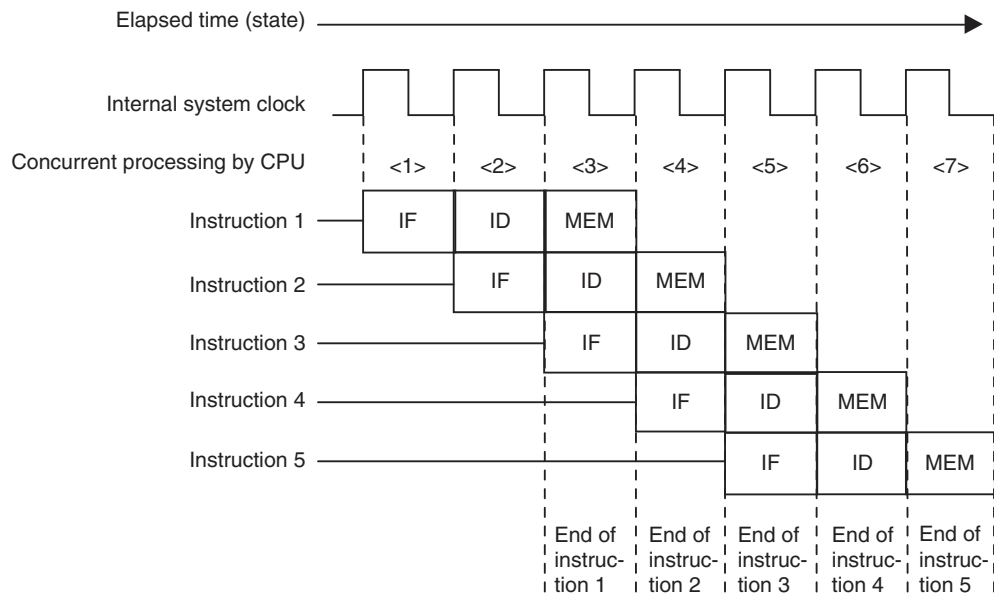 Elapsed time (state)
Internal system clock
Concurrent processing by CPU <1> <2> <3> <4> <5> <6> <7>
Instruction 1 IF ID MEM
Instruction 2 IF ID MEM
Instruction 3 IF ID MEM
Instruction 4 IF ID MEM
Instruction 5 IF ID MEM
End of End of End of End of End of
instruc- instruc- instruc- instruc- instruc-
tion 1 tion 2 tion 3 tion 4 tion 5